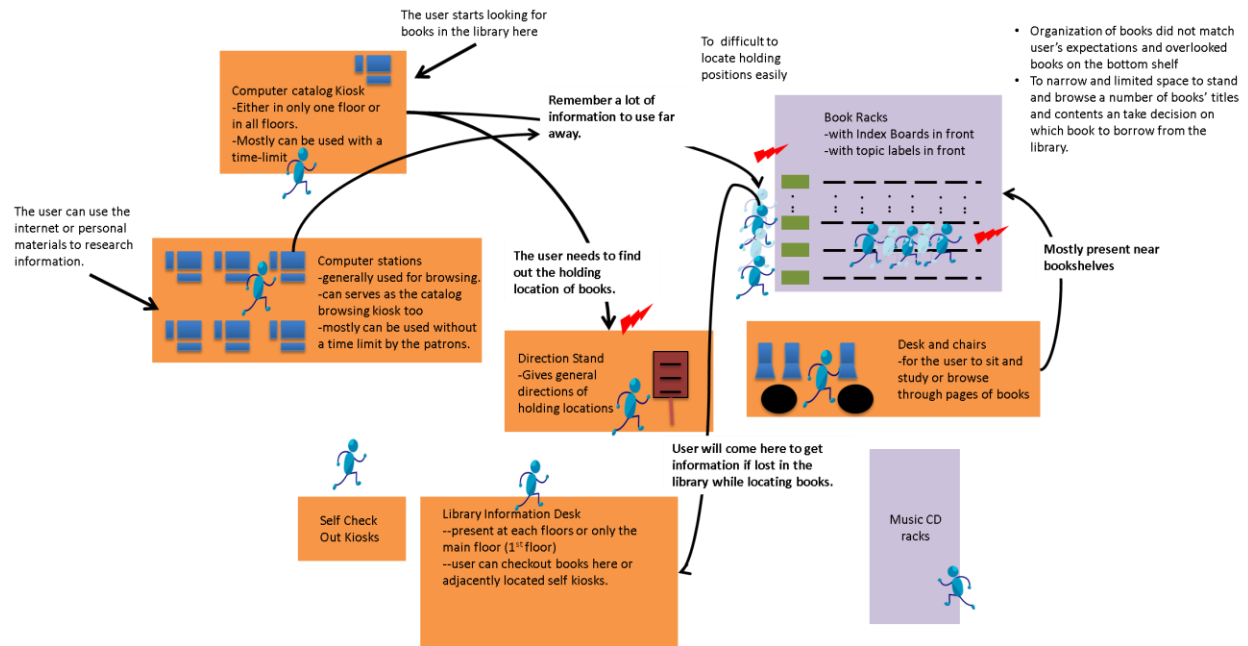 The user starts looking for
books in the library here
To  difficult to
locate holding
positions easily
• Organization of books did not match
user's expectations and overlooked
books on the bottom shelf
• To narrow and limited space to stand
and browse a number of books' titles
and contents an take decision on
which book to borrow from the
library.
Computer catalog Kiosk
-Either in only one floor or
in all floors.
-Mostly can be used with a
time-limit
Remember a lot of
information to use far
away.
Book Racks
-with Index Boards in front
-with topic labels in front
The user can use the
internet or personal
materials to research
information.
Computer stations
-generally used for browsing.
-can serves as the catalog
browsing kiosk too
-mostly can be used without
a time limit by the patrons.
The user needs to find
out the holding
location of books.
Mostly present near
bookshelves
Direction Stand
-Gives general
directions of
holding locations
Desk and chairs
-for the user to sit and
study or browse
through pages of books
User will come here to get
information if lost in the
library while locating books.
Self Check
Out Kiosks
Library Information Desk
--present at each floors or only the
main floor (1st floor)
--user can checkout books here or
adjacently located self kiosks.
Music CD
racks